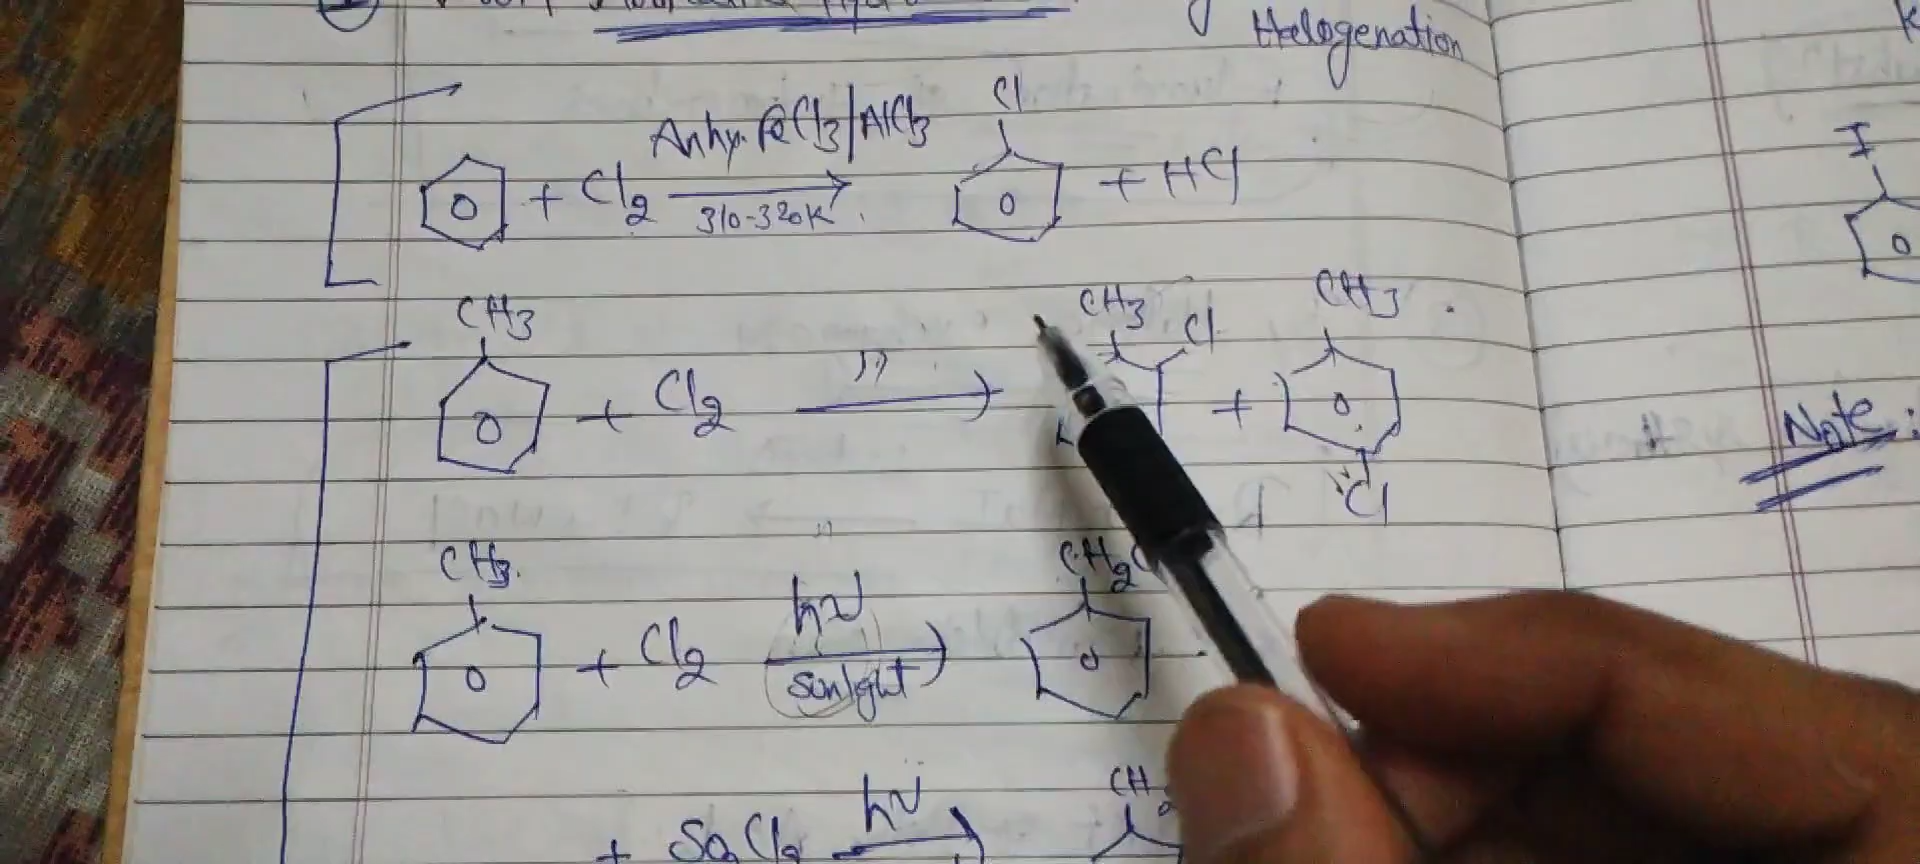 Halogenation
Cl
Anhy. FeCl3/AlCl3
+ Cl2 + HCl
310-320K
I
CH3 CH3 Cl CH3
+ Cl2 +
Cl
Note :
CH3 CH2
hν
+ Cl2
sunlight
hν CH
+ SO2Cl2